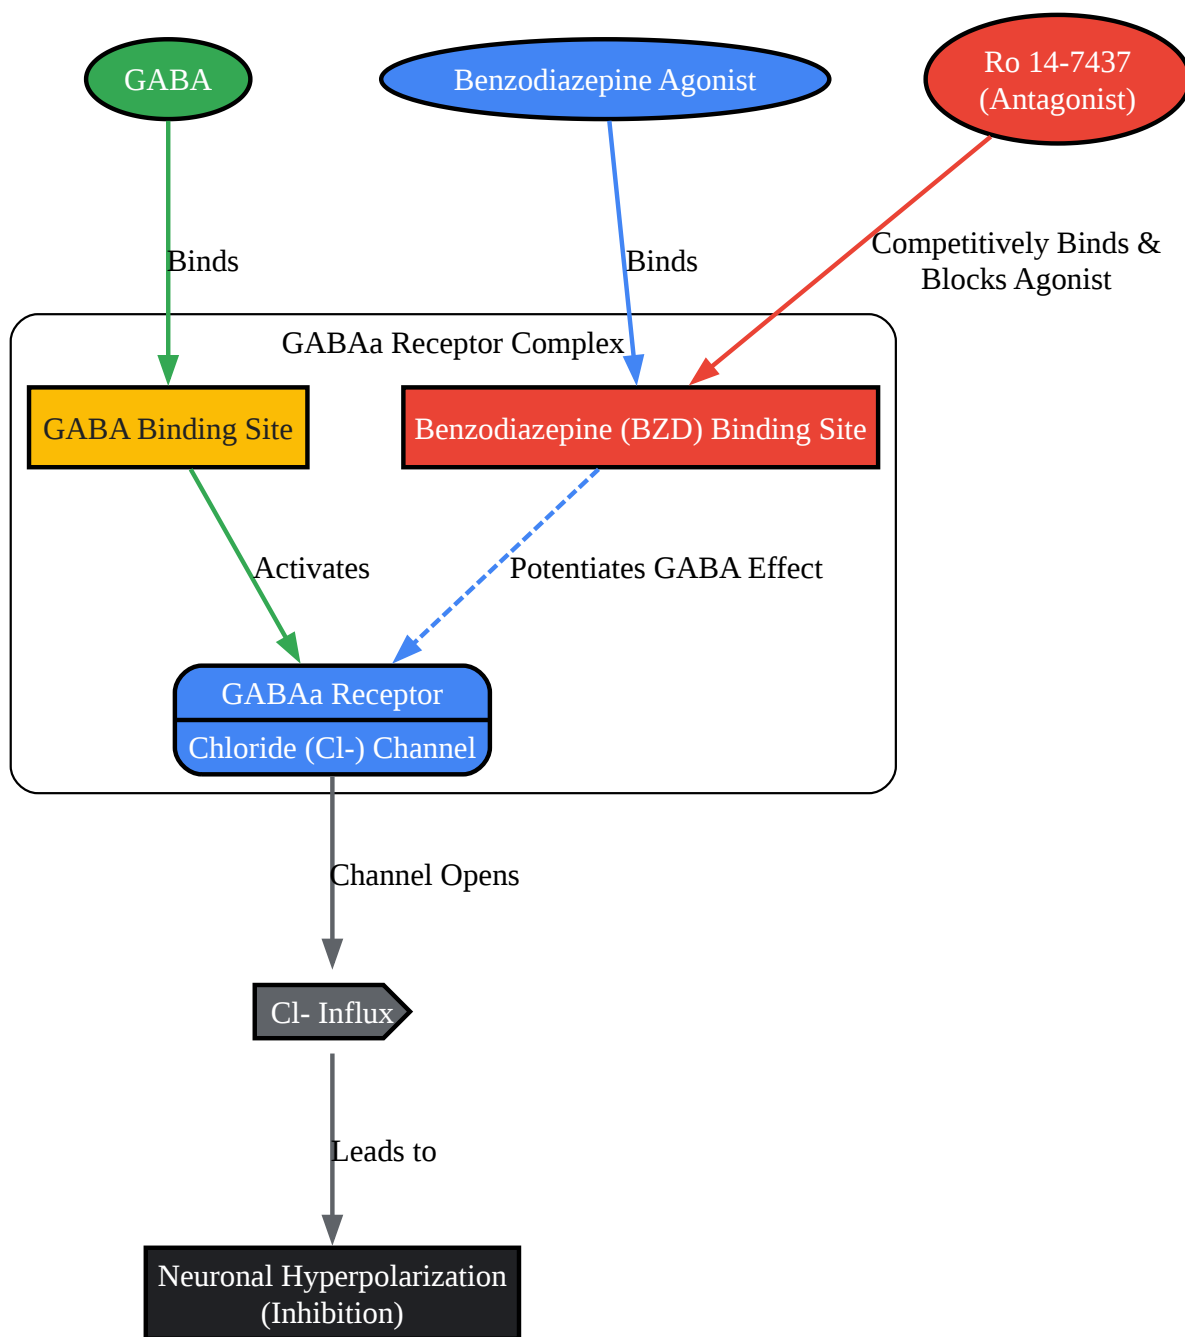 GABA
Benzodiazepine Agonist
Ro 14-7437
(Antagonist)
Binds
Binds
Competitively Binds &
Blocks Agonist
GABAa Receptor Complex
GABA Binding Site
Benzodiazepine (BZD) Binding Site
Activates
Potentiates GABA Effect
GABAa Receptor
Chloride (Cl-) Channel
Channel Opens
Cl- Influx
Leads to
Neuronal Hyperpolarization
(Inhibition)